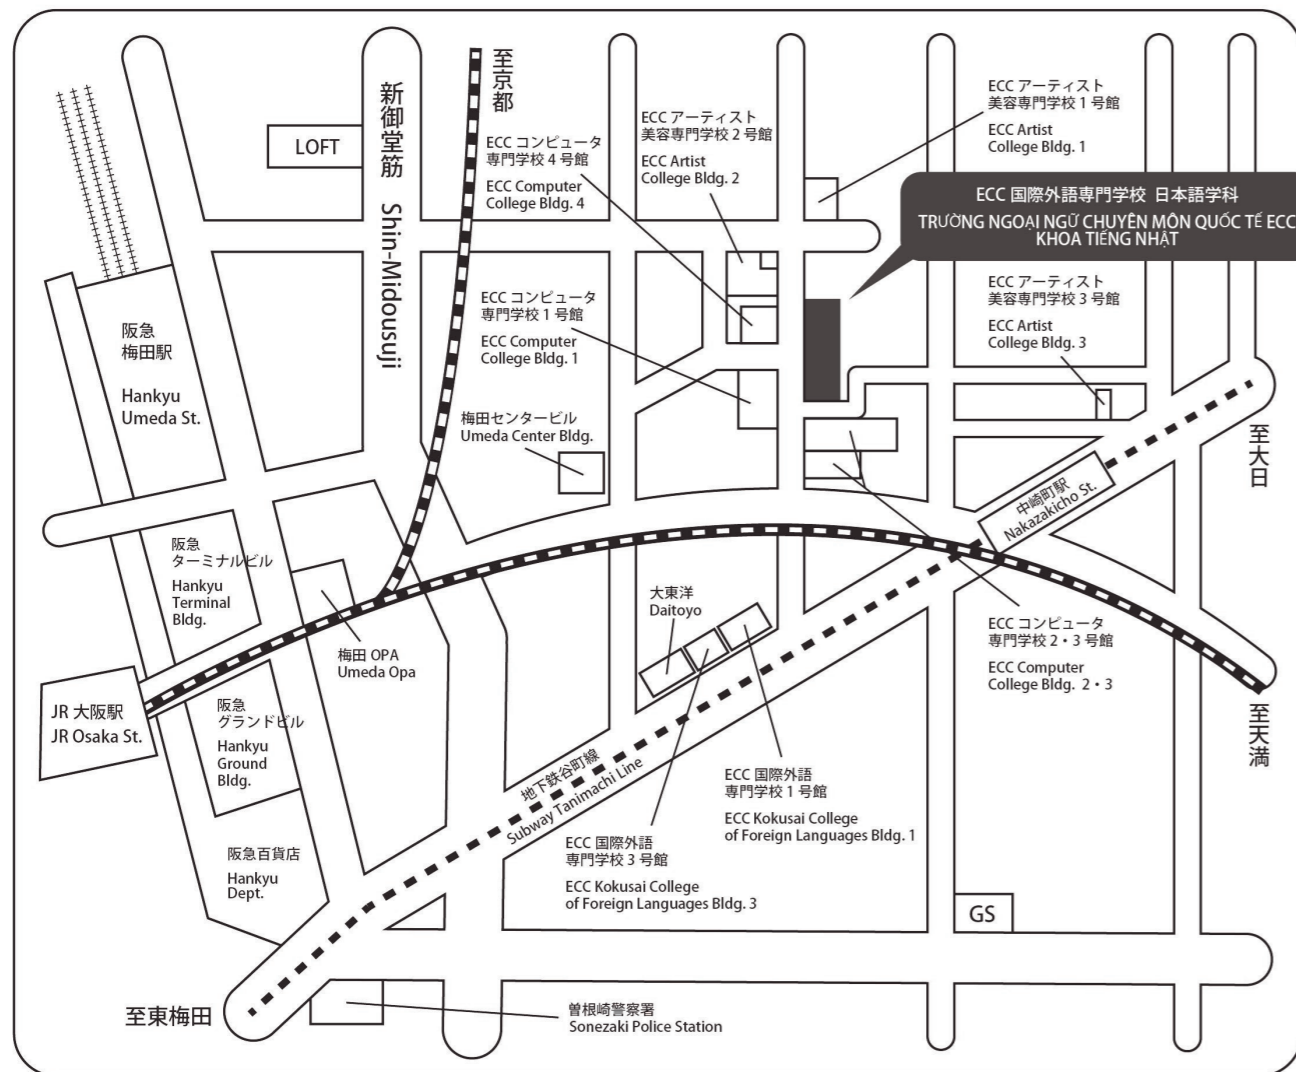 至京都
新御堂筋 Shin-Midousuji
LOFT
ECC コンピュータ
専門学校 4 号館
ECC Computer
College Bldg. 4
ECC アーティスト
美容専門学校 2 号館
ECC Artist
College Bldg. 2
ECC アーティスト
美容専門学校 1 号館
ECC Artist
College Bldg. 1
ECC 国際外語専門学校 日本語学科
TRƯỜNG NGOẠI NGỮ CHUYÊN MÔN QUỐC TẾ ECC
KHOA TIẾNG NHẬT
ECC アーティスト
美容専門学校 3 号館
ECC Artist
College Bldg. 3
ECC コンピュータ
専門学校 1 号館
ECC Computer
College Bldg. 1
阪急
梅田駅
Hankyu
Umeda St.
梅田センタービル
Umeda Center Bldg.
至大日
中崎町駅
Nakazakicho St.
阪急
ターミナルビル
Hankyu
Terminal
Bldg.
大東洋
Daitoyo
ECC コンピュータ
専門学校 2・3 号館
ECC Computer
College Bldg. 2・3
梅田 OPA
Umeda Opa
JR 大阪駅
JR Osaka St.
阪急
グランドビル
Hankyu
Ground
Bldg.
至天満
地下鉄谷町線
Subway Tanimachi Line
ECC 国際外語
専門学校 1 号館
ECC Kokusai College
of Foreign Languages Bldg. 1
ECC 国際外語
専門学校 3 号館
ECC Kokusai College
of Foreign Languages Bldg. 3
阪急百貨店
Hankyu
Dept.
GS
至東梅田
曽根崎警察署
Sonezaki Police Station